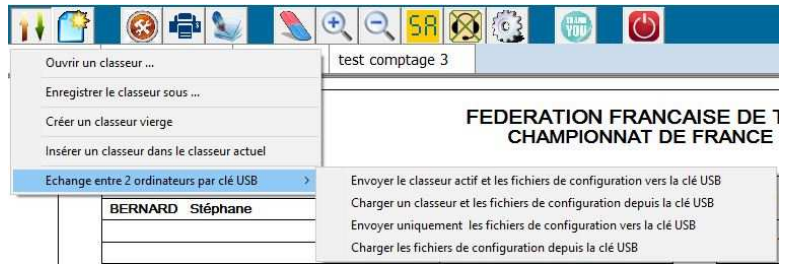 SA
THANK
YOU
test comptage 3
Ouvrir un classeur ...
Enregistrer le classeur sous ...
Créer un classeur vierge
Insérer un classeur dans le classeur actuel
Echange entre 2 ordinateurs par clé USB >
FEDERATION FRANCAISE DE T
CHAMPIONNAT DE FRANCE
Envoyer le classeur actif et les fichiers de configuration vers la clé USB
Charger un classeur et les fichiers de configuration depuis la clé USB
Envoyer uniquement les fichiers de configuration vers la clé USB
Charger les fichiers de configuration depuis la clé USB
BERNARD Stéphane